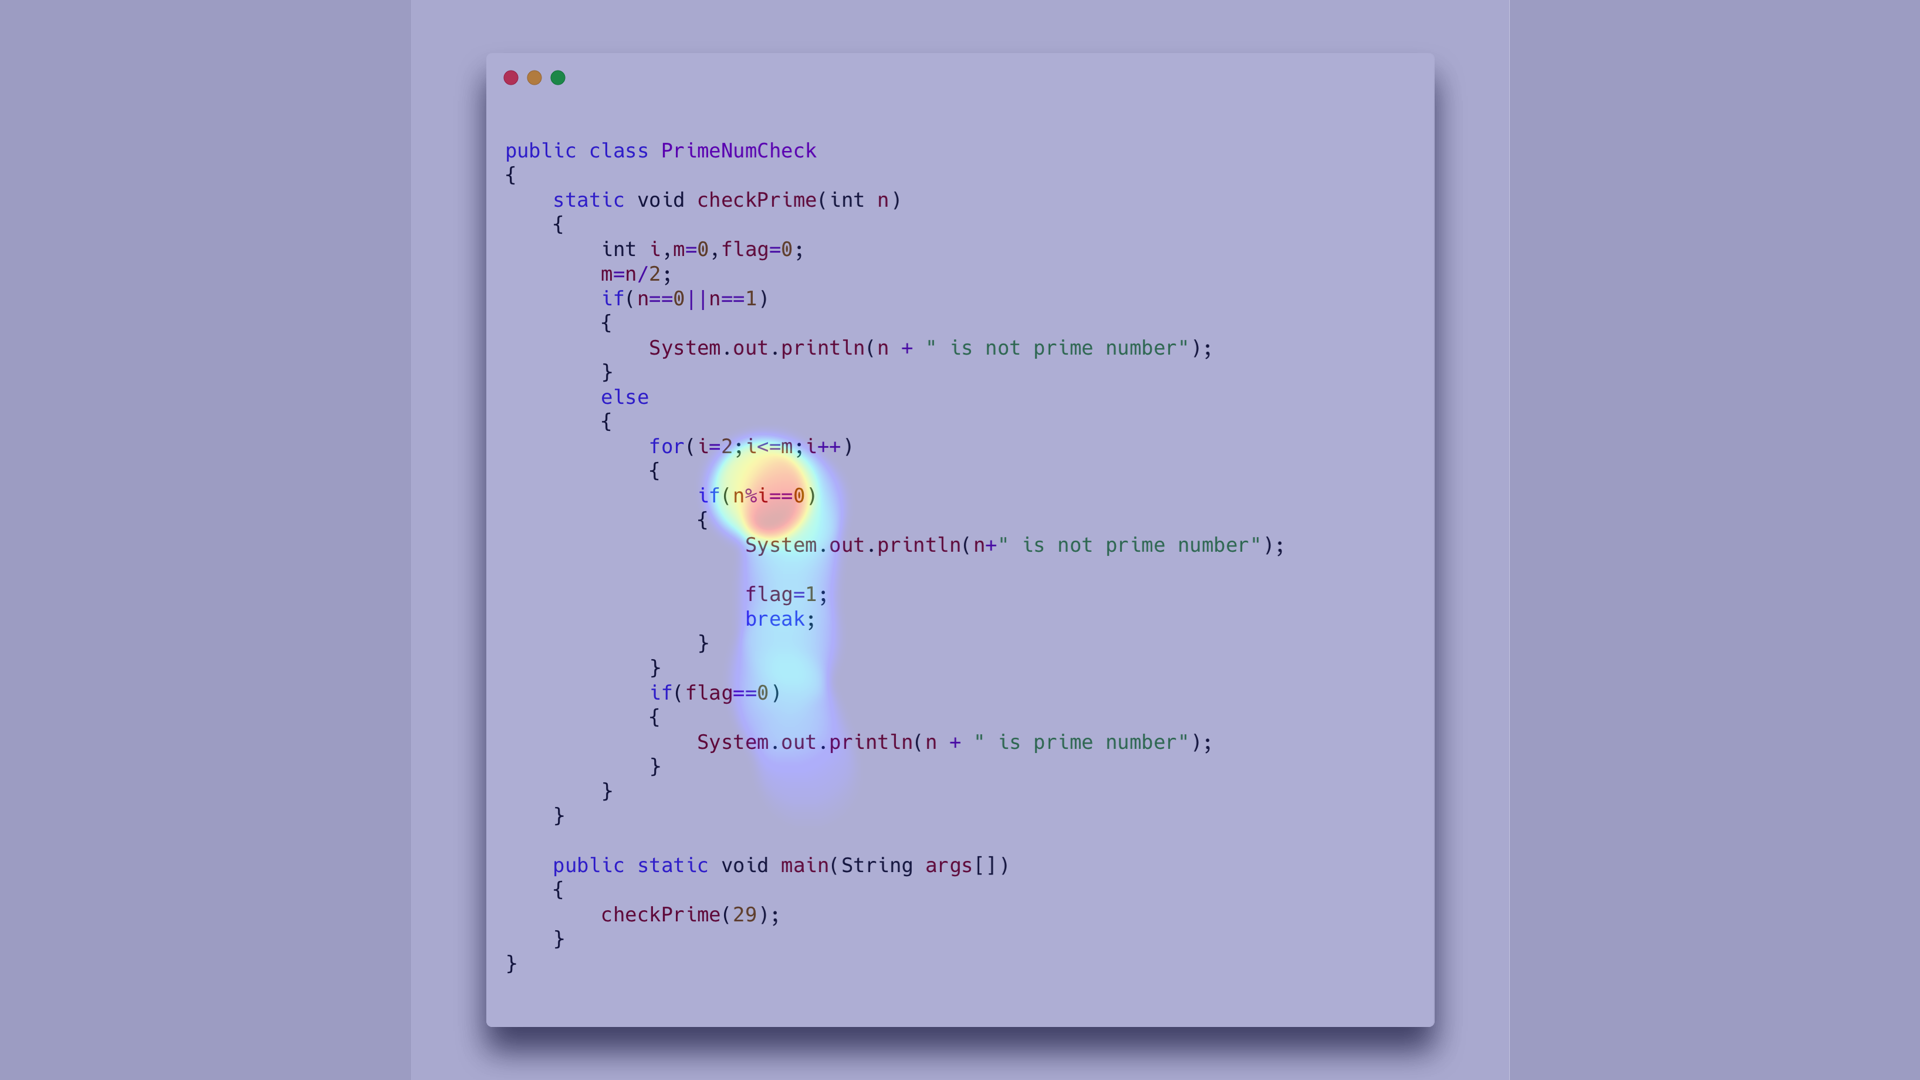 public class PrimeNumCheck
{
    static void checkPrime(int n)
    {
        int i,m=0,flag=0;
        m=n/2;
        if(n==0||n==1)
        {
            System.out.println(n + " is not prime number");
        }
        else
        {
            for(i=2;i<=m;i++)
            {
                if(n%i==0)
                {
                    System.out.println(n+" is not prime number");

                    flag=1;
                    break;
                }
            }
            if(flag==0)
            {
                System.out.println(n + " is prime number");
            }
        }
    }

    public static void main(String args[])
    {
        checkPrime(29);
    }
}